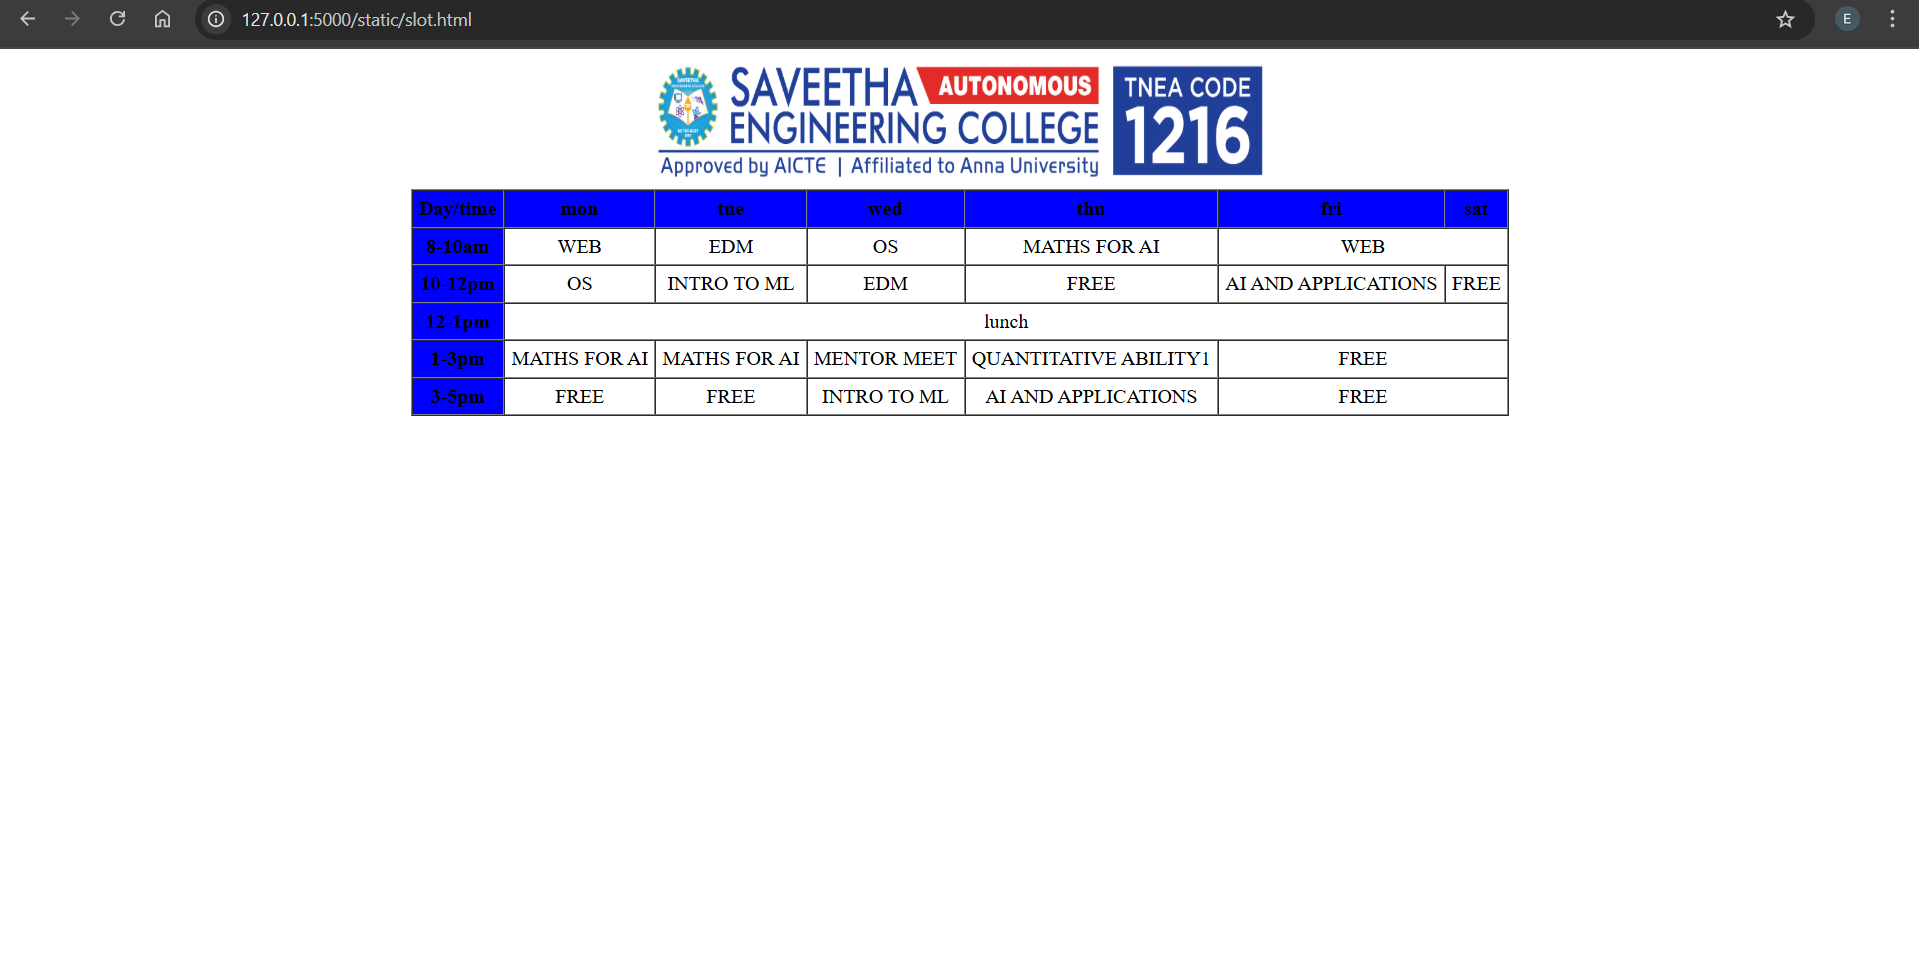 127.0.0.1:5000/static/slot.html
E
SAVEETHA AUTONOMOUS
ENGINEERING COLLEGE
Approved by AICTE | Affiliated to Anna University
TNEA CODE
1216
Day/time mon tue wed thu fri sat
8-10am WEB EDM OS MATHS FOR AI WEB
10-12pm OS INTRO TO ML EDM FREE AI AND APPLICATIONS FREE
12-1pm lunch
1-3pm MATHS FOR AI MATHS FOR AI MENTOR MEET QUANTITATIVE ABILITY1 FREE
3-5pm FREE FREE INTRO TO ML AI AND APPLICATIONS FREE